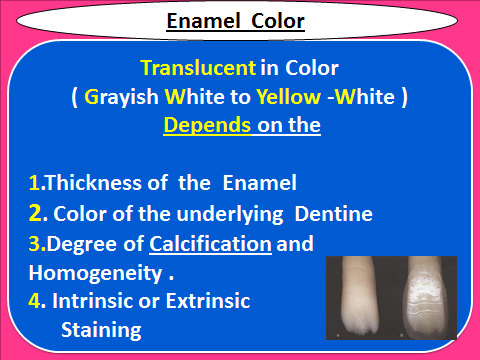 Enamel  Color
Translucent in Color
( Grayish White to Yellow -White )
Depends on the
1.Thickness of  the  Enamel
2. Color of the underlying  Dentine
3.Degree of Calcification and
Homogeneity .
4. Intrinsic or Extrinsic
Staining